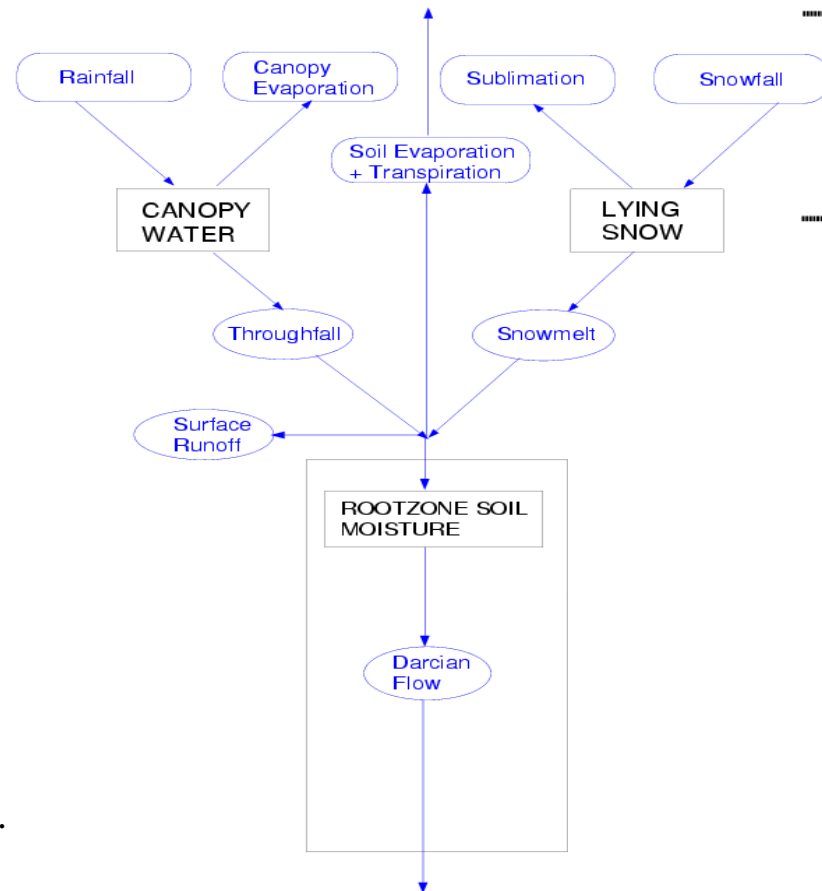 Rainfall
Canopy
Evaporation
Sublimation
Snowfall
Soil Evaporation
+ Transpiration
CANOPY
WATER
LYING
SNOW
Throughfall
Snowmelt
Surface
Runoff
ROOTZONE SOIL
MOISTURE
Darcian
Flow